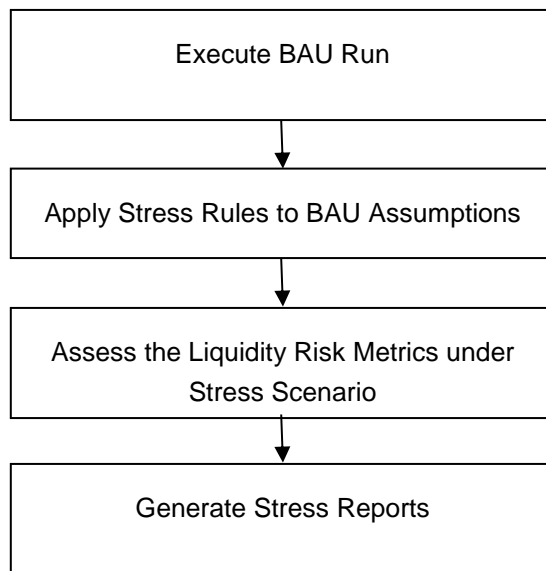 Execute BAU Run
Apply Stress Rules to BAU Assumptions
Assess the Liquidity Risk Metrics under
Stress Scenario
Generate Stress Reports